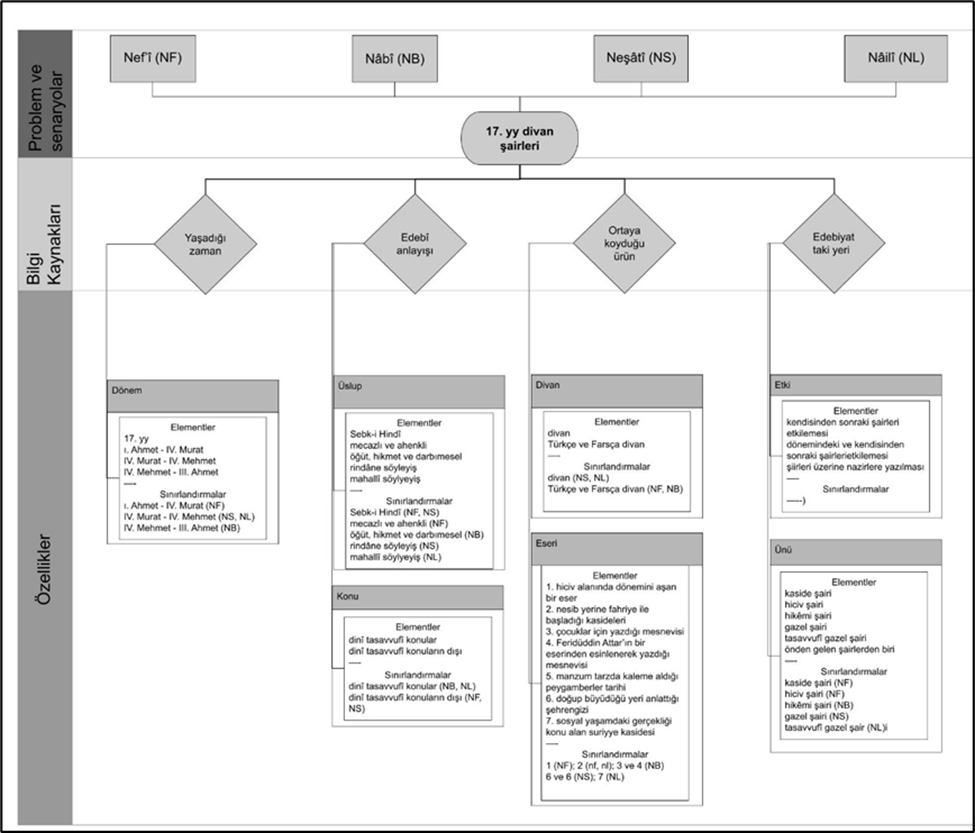 Problem ve
senaryolar
Nef'î (NF)
Nâbî (NB)
Neşâtî (NS)
Nâilî (NL)
17. yy divan
şairleri
Bilgi
Kaynakları
Yaşadığı
zaman
Edebî
anlayışı
Ortaya
koyduğu
ürün
Edebiyat
taki yeri
Özellikler
Dönem
Elementler
17. yy
ı. Ahmet - IV. Murat
IV. Murat - IV. Mehmet
IV. Mehmet - III. Ahmet
----
Sınırlandırmalar
ı. Ahmet - IV. Murat (NF)
IV. Murat - IV. Mehmet (NS, NL)
IV. Mehmet - III. Ahmet (NB)
Üslup
Elementler
Sebk-i Hindî
mecazlı ve ahenkli
öğüt, hikmet ve darbımesel
rindâne söyleyiş
mahallî söyleyiş
----
Sınırlandırmalar
Sebk-i Hindî (NF, NS)
mecazlı ve ahenkli (NF)
öğüt, hikmet ve darbımesel (NB)
rindâne söyleyiş (NS)
mahallî söylyeyiş (NL)
Konu
Elementler
dinî tasavvufî konular
dinî tasavvufî konuların dışı
----
Sınırlandırmalar
dinî tasavvufî konular (NB, NL)
dinî tasavvufî konuların dışı (NF,
NS)
Divan
Elementler
divan
Türkçe ve Farsça divan
----
Sınırlandırmalar
divan (NS, NL)
Türkçe ve Farsça divan (NF, NB)
Eseri
Elementler
1. hiciv alanında dönemini aşan
bir eser
2. nesib yerine fahriye ile
başladığı kasideleri
3. çocuklar için yazdığı mesnevisi
4. Feridüddin Attar'ın bir
eserinden esinlenerek yazdığı
mesnevisi
5. manzum tarzda kaleme aldığı
peygamberler tarihi
6. doğup büyüdüğü yeri anlattığı
şehrengizi
7. sosyal yaşamdaki gerçekliği
konu alan suriyye kasidesi
----
Sınırlandırmalar
1 (NF); 2 (nf, nl); 3 ve 4 (NB)
6 ve 6 (NS); 7 (NL)
Etki
Elementler
kendisinden sonraki şairleri
etkilemesi
dönemindeki ve kendisinden
sonraki şairlerietkilemesi
şiirleri üzerine nazirlere yazılması
----
Sınırlandırmalar
-----)
Ünü
Elementler
kaside şairi
hiciv şairi
hikêmi şairi
gazel şairi
tasavvufî gazel şairi
önden gelen şairlerden biri
----
Sınırlandırmalar
kaside şairi (NF)
hiciv şairi (NF)
hikêmi şairi (NB)
gazel şairi (NS)
tasavvufî gazel şair (NL)i